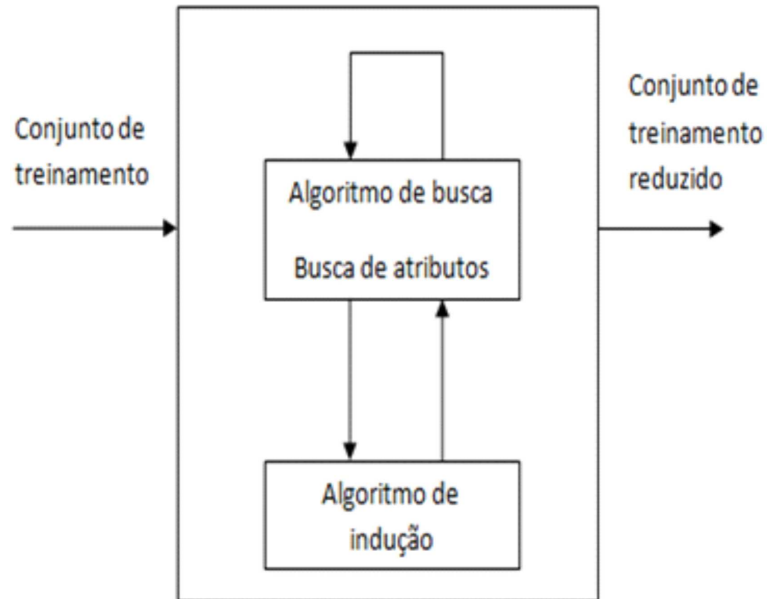 Conjunto de
treinamento
Algoritmo de busca
Busca de atributos
Algoritmo de
indução
Conjunto de
treinamento
reduzido